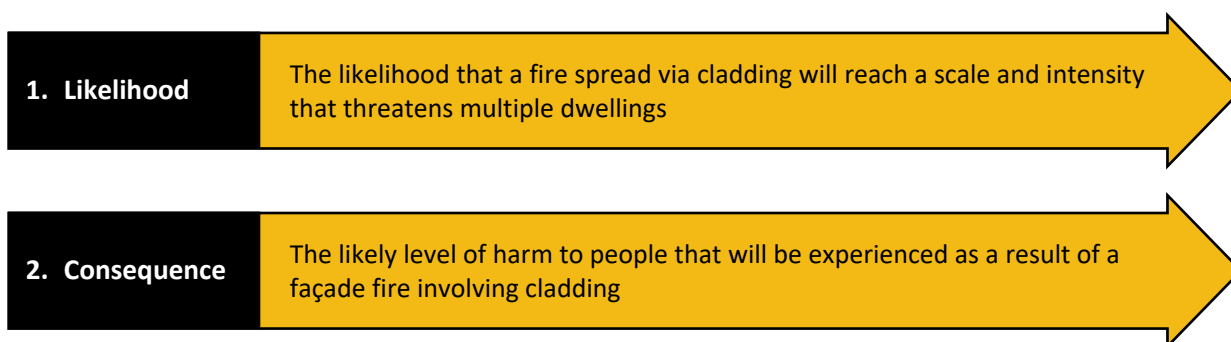 1. Likelihood
The likelihood that a fire spread via cladding will reach a scale and intensity
that threatens multiple dwellings
2. Consequence
The likely level of harm to people that will be experienced as a result of a
façade fire involving cladding